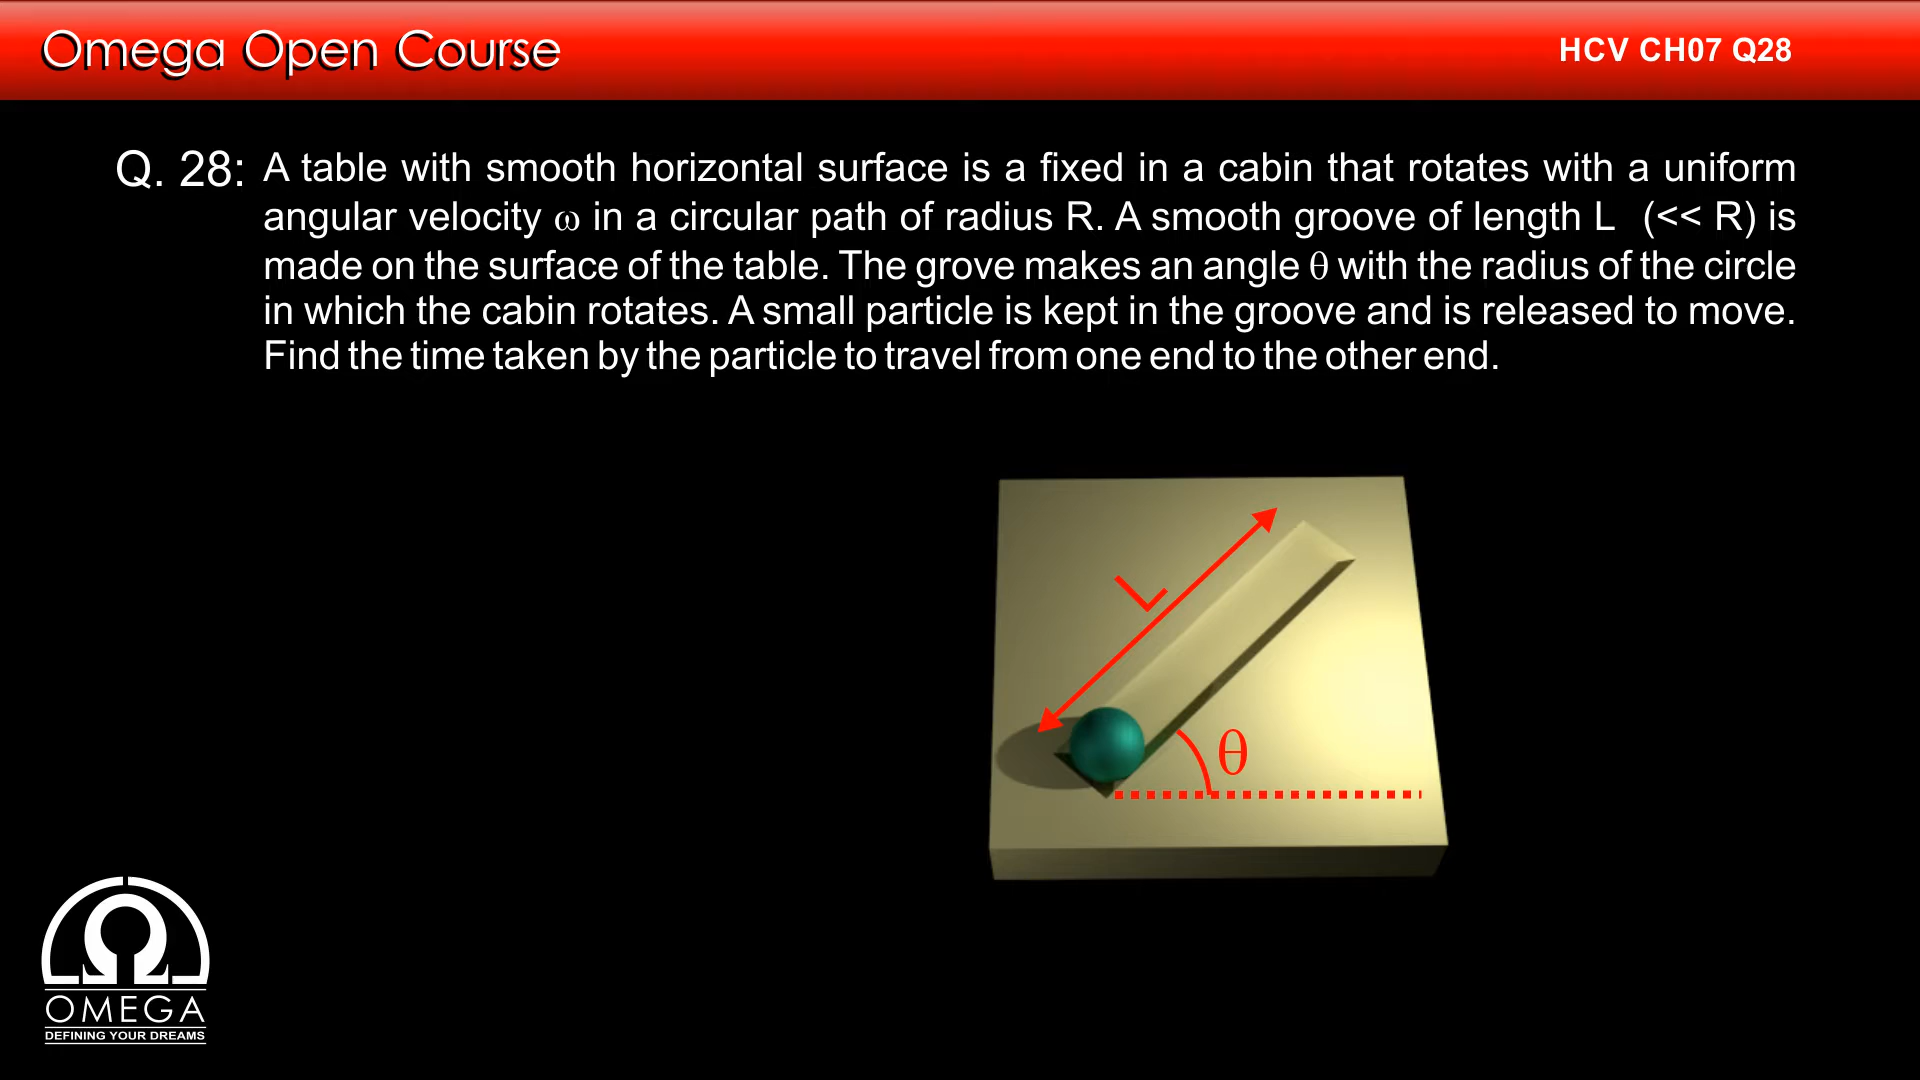 Omega Open Course
HCV CH07 Q28
Q. 28: A table with smooth horizontal surface is a fixed in a cabin that rotates with a uniform
angular velocity ω in a circular path of radius R. A smooth groove of length L (<< R) is
made on the surface of the table. The grove makes an angle θ with the radius of the circle
in which the cabin rotates. A small particle is kept in the groove and is released to move.
Find the time taken by the particle to travel from one end to the other end.
L
θ
OMEGA
DEFINING YOUR DREAMS